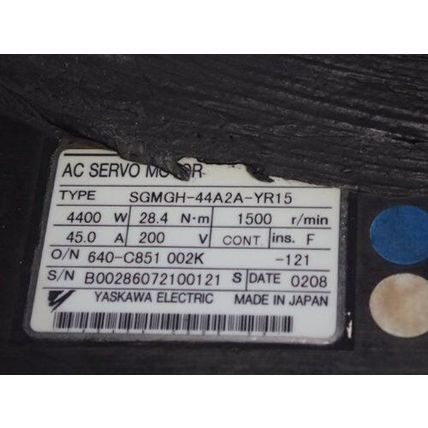 AC SERVO MOTOR
TYPE SGMGH-44A2A-YR15
4400 W 28.4 N·m 1500 r/min
45.0 A 200 V CONT. ins. F
O/N 640-C851 002K -121
S/N B00286072100121 S DATE 0208
YASKAWA ELECTRIC MADE IN JAPAN